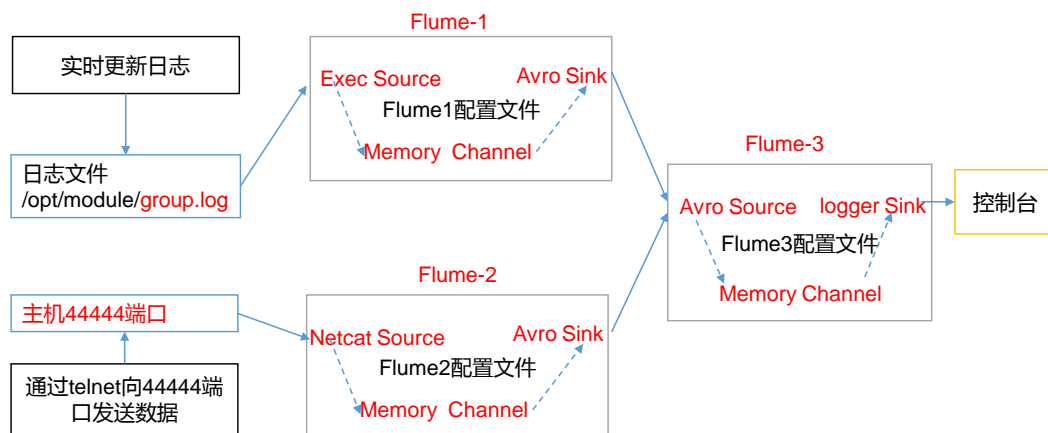 Flume-1
实时更新日志
Exec Source
Avro Sink
Flume1配置文件
Memory Channel
日志文件
/opt/module/group.log
Flume-3
Avro Source
logger Sink
Flume3配置文件
Memory Channel
控制台
Flume-2
主机44444端口
Netcat Source
Avro Sink
Flume2配置文件
Memory Channel
通过telnet向44444端
口发送数据